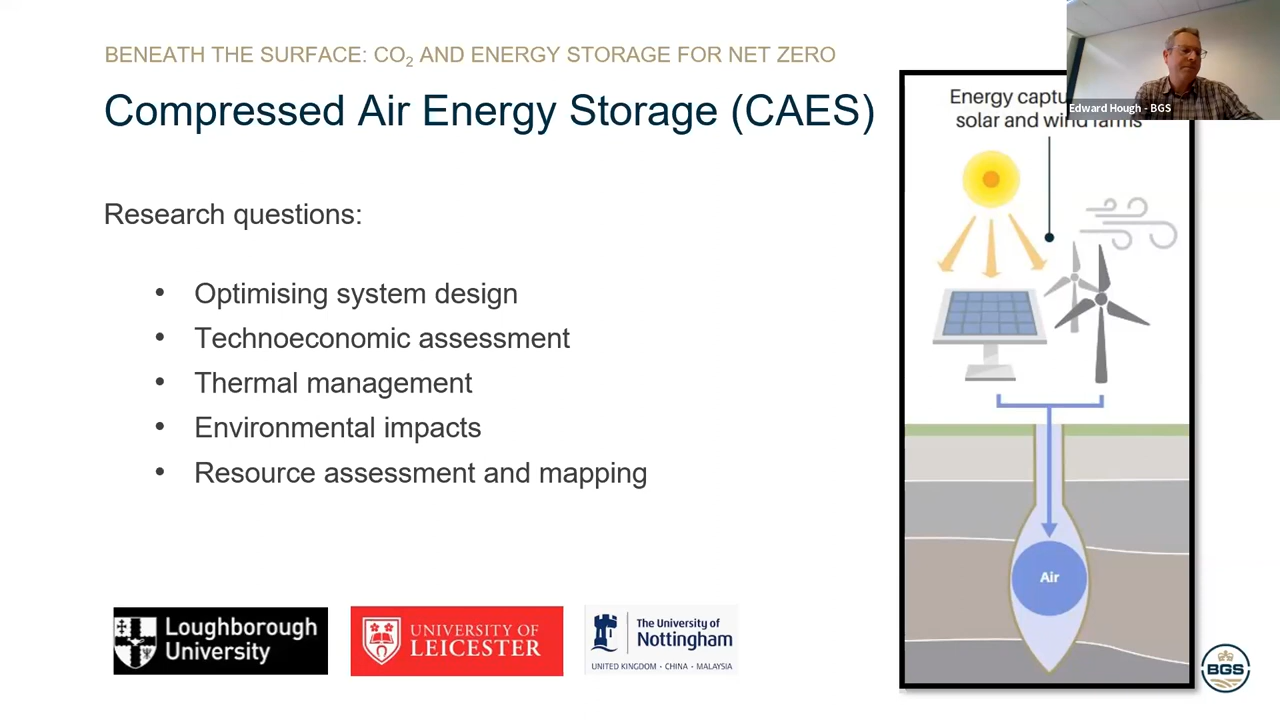 BENEATH THE SURFACE: CO₂ AND ENERGY STORAGE FOR NET ZERO
Compressed Air Energy Storage (CAES)
Research questions:
• Optimising system design
• Technoeconomic assessment
• Thermal management
• Environmental impacts
• Resource assessment and mapping
Loughborough
University
UNIVERSITY OF
LEICESTER
The University of
Nottingham
UNITED KINGDOM · CHINA · MALAYSIA
Energy
solar and wind farms
Edward Hough - BGS
Air
BGS